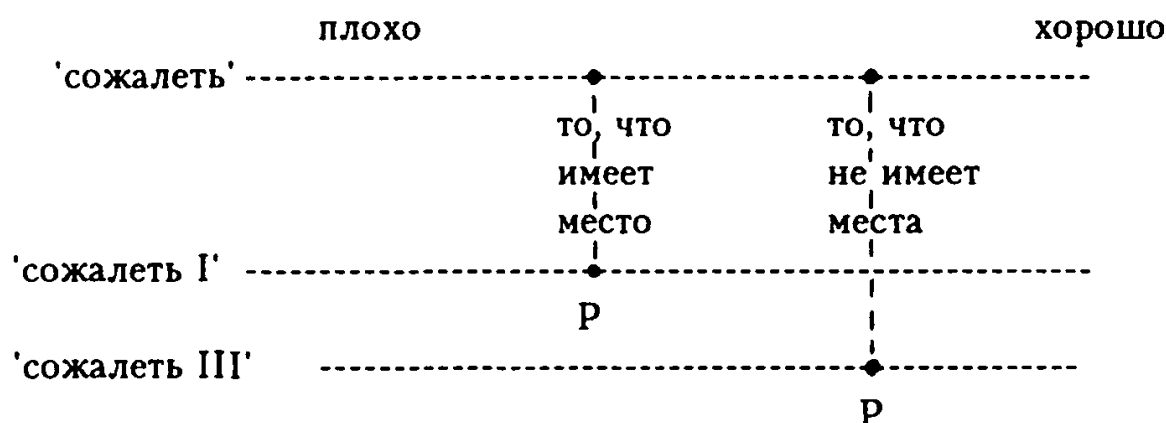 плохо хорошо
'сожалеть'
то, что то, что
имеет не имеет
место места
'сожалеть I'
P
'сожалеть III'
P